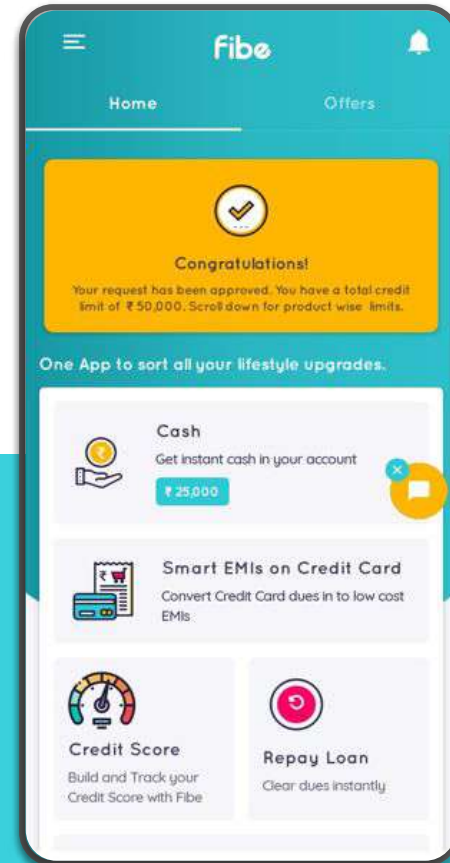 Fibe
Home
Offers
Congratulations!
Your request has been approved. You have a total credit
limit of ₹50,000. Scroll down for product wise limits.
One App to sort all your lifestyle upgrades.
Cash
Get instant cash in your account
₹ 25,000
₹
Smart EMIs on Credit Card
Convert Credit Card dues in to low cost
EMIs
Credit Score
Build and Track your
Credit Score with Fibe
Repay Loan
Clear dues instantly